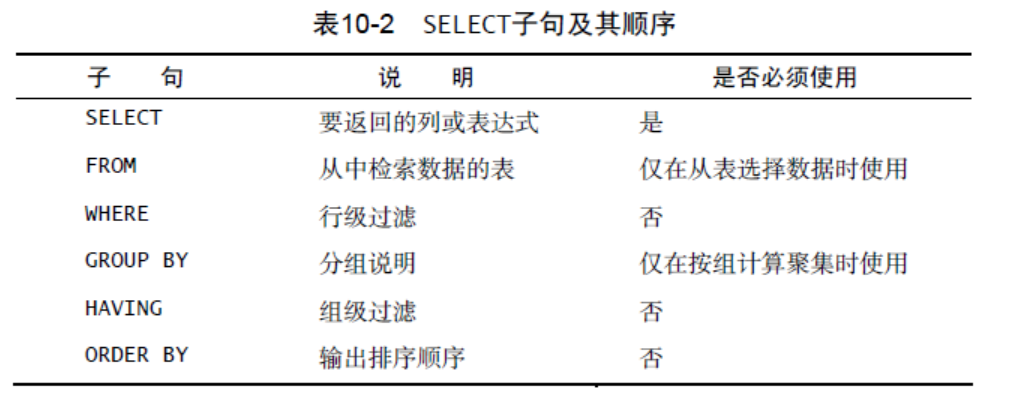 表10-2 SELECT子句及其顺序
子 句 说 明 是否必须使用
SELECT 要返回的列或表达式 是
FROM 从中检索数据的表 仅在从表选择数据时使用
WHERE 行级过滤 否
GROUP BY 分组说明 仅在按组计算聚集时使用
HAVING 组级过滤 否
ORDER BY 输出排序顺序 否